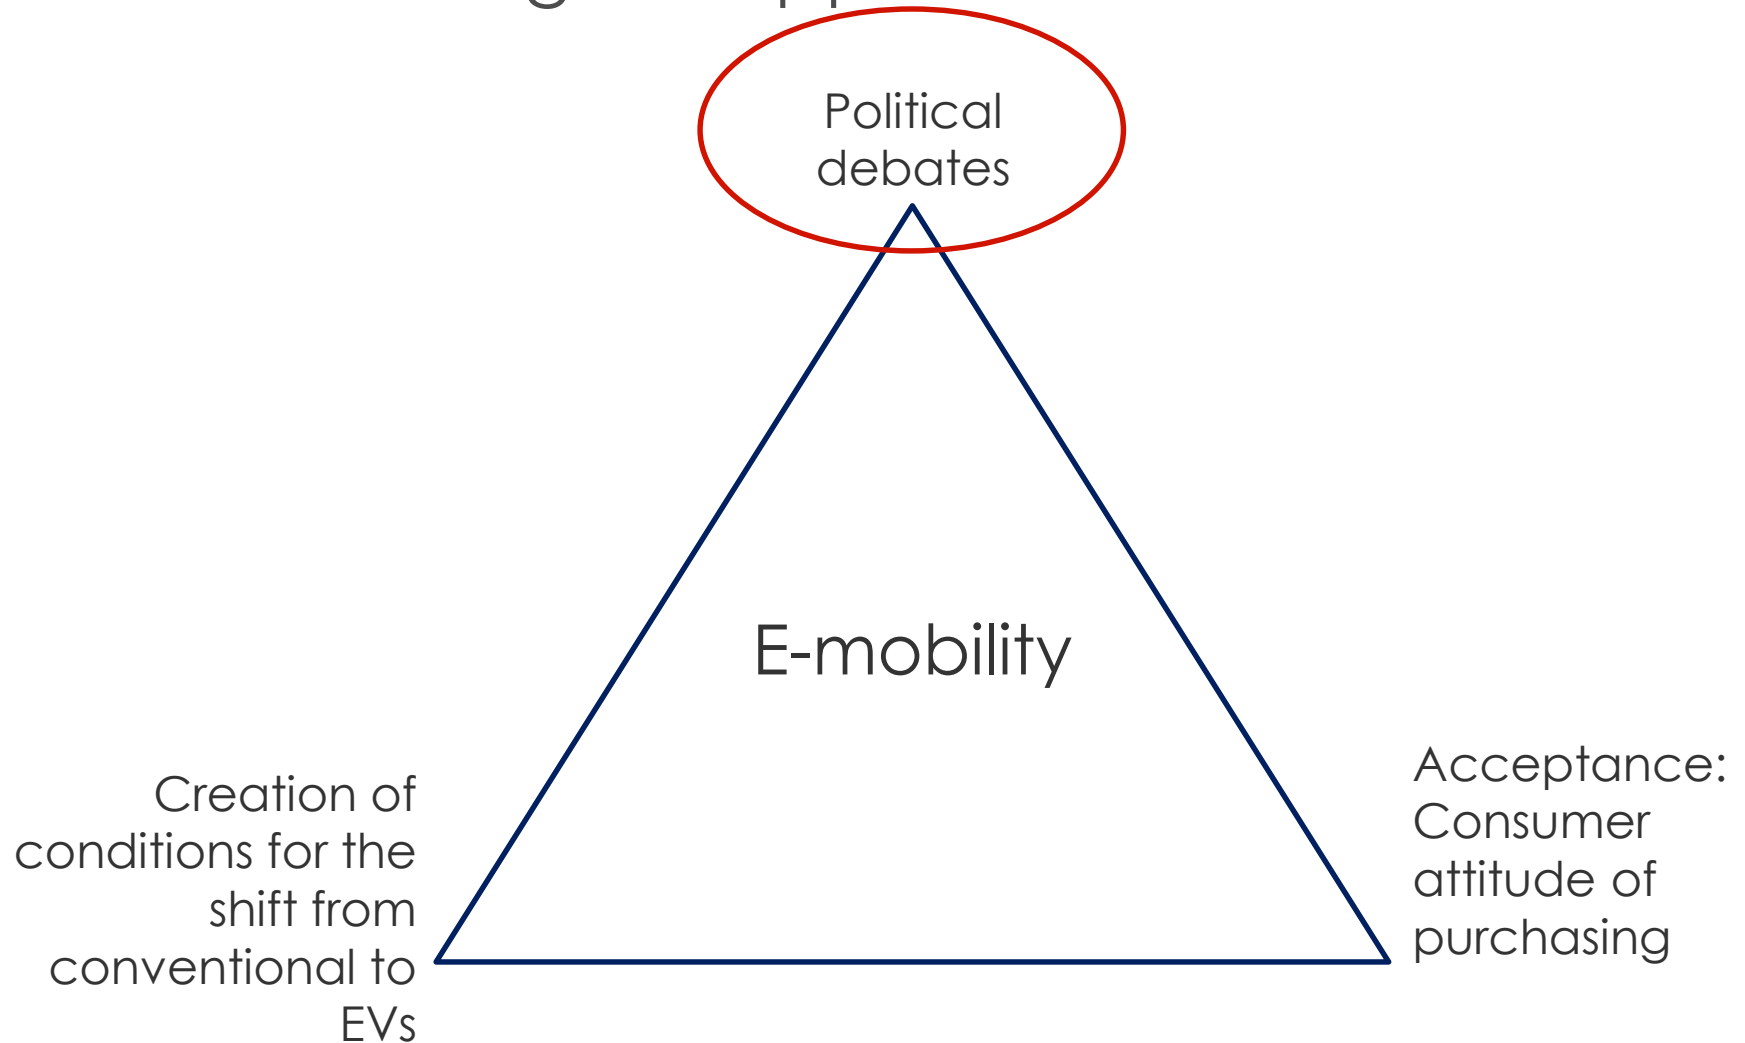 Political
debates
E-mobility
Creation of
conditions for the
shift from
conventional to
EVs
Acceptance:
Consumer
attitude of
purchasing